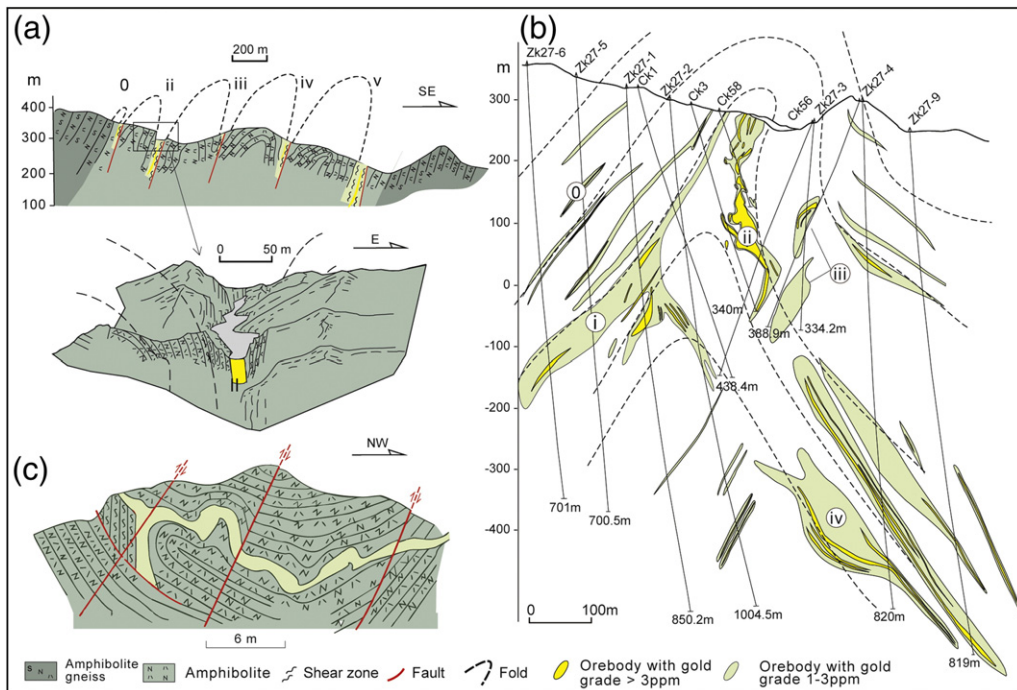 (a)
200 m
m
0 ii iii iv v
SE
400
300
200
100
E
0 50 m
II
(c)
NW
6 m
(b)
Zk27-6
Zk27-5
Zk27-1
Ck1
Zk27-2
Ck3
Ck58
Ck56
Zk27-3
Zk27-4
Zk27-9
m
300
200
100
0
-100
-200
-300
-400
0
i
ii
iii
iv
340m
388.9m
334.2m
438.4m
701m
700.5m
850.2m
1004.5m
820m
819m
0 100m
Amphibolite gneiss
Amphibolite
Shear zone
Fault
Fold
Orebody with gold grade > 3ppm
Orebody with gold grade 1-3ppm